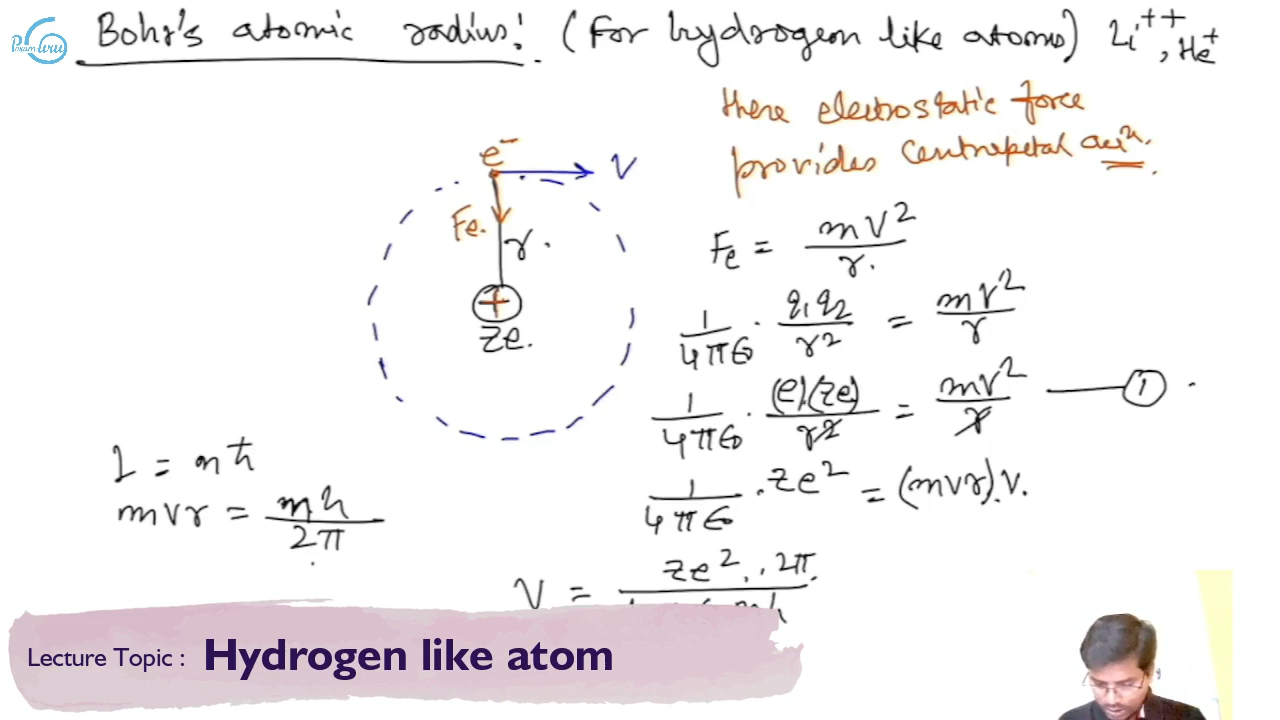 Bohr's atomic radius! (For hydrogen like atoms) Li⁺⁺, He⁺
there electrostatic force
provides Centripetal
e⁻
V
Fe.
r.
+
Ze.
Fe = mv²/r.
1/4πε₀ . q₁q₂/r² = mv²/r
1/4πε₀ . (e)(Ze)/r² = mv²/r — ①
1/4πε₀ . Ze² = (mvr).v.
L = nħ
mvr = nh/2π
V = Ze².. 2π.
Lecture Topic : Hydrogen like atom